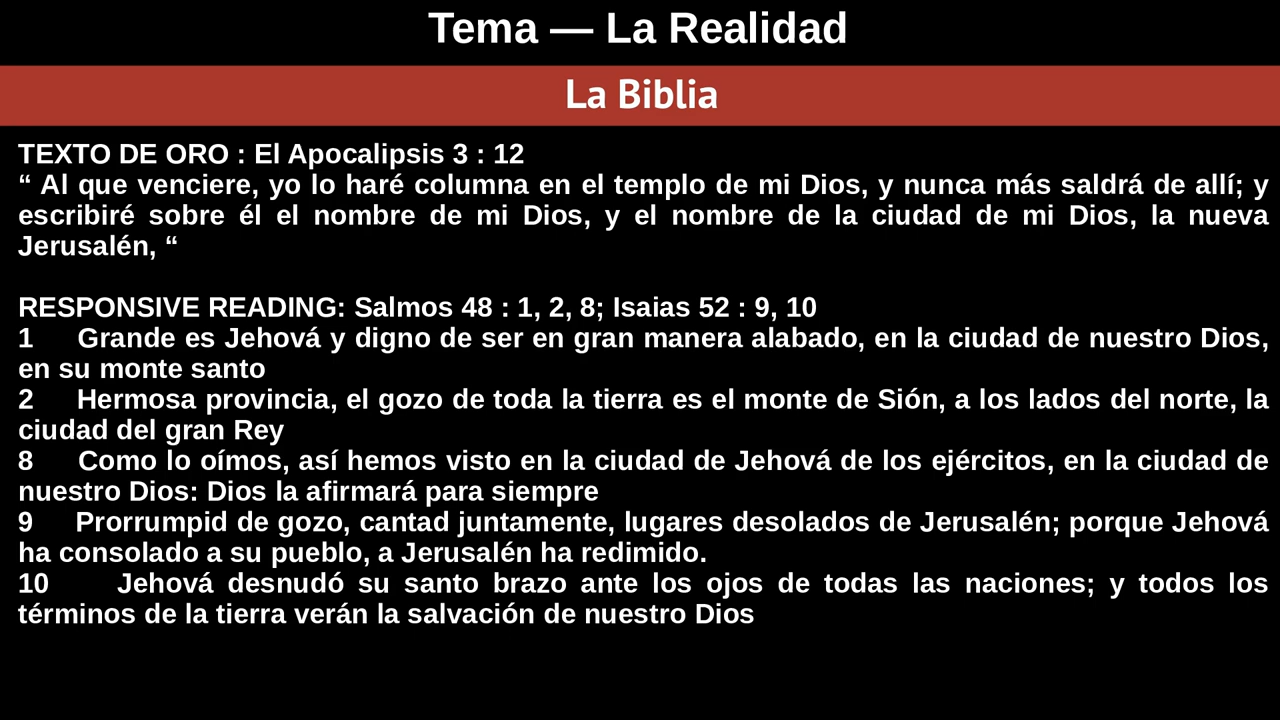 Tema — La Realidad
La Biblia
TEXTO DE ORO : El Apocalipsis 3 : 12
“ Al que venciere, yo lo haré columna en el templo de mi Dios, y nunca más saldrá de allí; y
escribiré sobre él el nombre de mi Dios, y el nombre de la ciudad de mi Dios, la nueva
Jerusalén, “
RESPONSIVE READING: Salmos 48 : 1, 2, 8; Isaias 52 : 9, 10
1 Grande es Jehová y digno de ser en gran manera alabado, en la ciudad de nuestro Dios,
en su monte santo
2 Hermosa provincia, el gozo de toda la tierra es el monte de Sión, a los lados del norte, la
ciudad del gran Rey
8 Como lo oímos, así hemos visto en la ciudad de Jehová de los ejércitos, en la ciudad de
nuestro Dios: Dios la afirmará para siempre
9 Prorrumpid de gozo, cantad juntamente, lugares desolados de Jerusalén; porque Jehová
ha consolado a su pueblo, a Jerusalén ha redimido.
10 Jehová desnudó su santo brazo ante los ojos de todas las naciones; y todos los
términos de la tierra verán la salvación de nuestro Dios